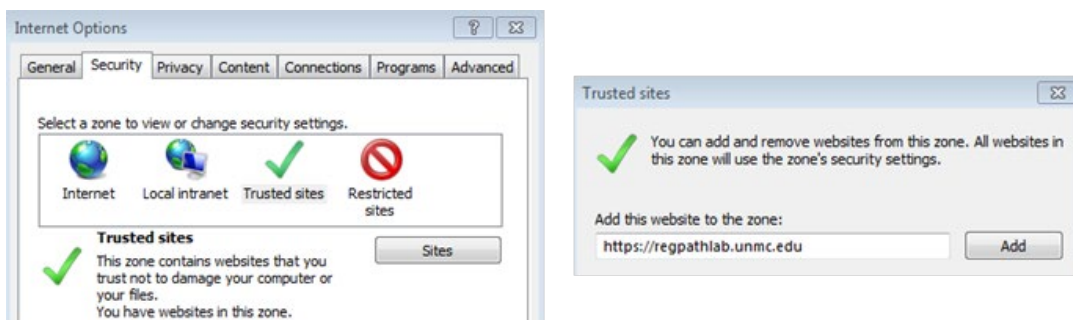 Internet Options
General Security Privacy Content Connections Programs Advanced
Select a zone to view or change security settings.
Internet Local intranet Trusted sites Restricted
sites
Trusted sites
This zone contains websites that you
trust not to damage your computer or
your files.
You have websites in this zone.
Sites
Trusted sites
You can add and remove websites from this zone. All websites in
this zone will use the zone's security settings.
Add this website to the zone:
https://regpathlab.unmc.edu
Add